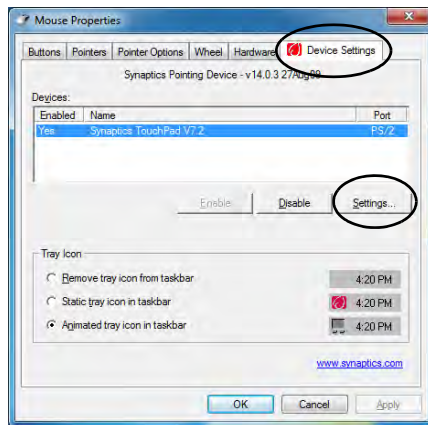 Mouse Properties
Buttons Pointers Pointer Options Wheel Hardware Device Settings
Synaptics Pointing Device - v14.0.3 27Aug09
Devices:
Enabled Name Port
Yes Synaptics TouchPad V7.2 PS/2
Enable Disable Settings...
Tray Icon
Remove tray icon from taskbar 4:20 PM
Static tray icon in taskbar 4:20 PM
Animated tray icon in taskbar 4:20 PM
www.synaptics.com
OK Cancel Apply